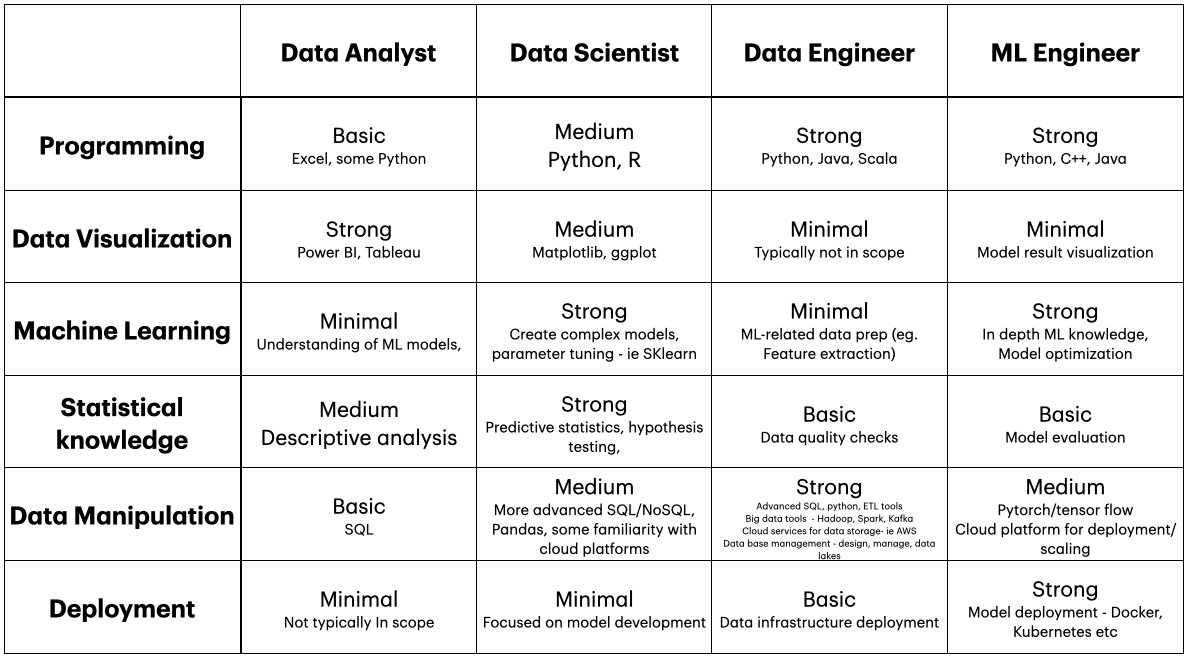 Data Analyst
Data Scientist
Data Engineer
ML Engineer
Programming
Basic
Excel, some Python
Medium
Python, R
Strong
Python, Java, Scala
Strong
Python, C++, Java
Data Visualization
Strong
Power BI, Tableau
Medium
Matplotlib, ggplot
Minimal
Typically not in scope
Minimal
Model result visualization
Machine Learning
Minimal
Understanding of ML models,
Strong
Create complex models,
parameter tuning - ie SKlearn
Minimal
ML-related data prep (eg.
Feature extraction)
Strong
In depth ML knowledge,
Model optimization
Statistical
knowledge
Medium
Descriptive analysis
Strong
Predictive statistics, hypothesis
testing,
Basic
Data quality checks
Basic
Model evaluation
Data Manipulation
Basic
SQL
Medium
More advanced SQL/NoSQL,
Pandas, some familiarity with
cloud platforms
Strong
Advanced SQL, python, ETL tools
Big data tools  - Hadoop, Spark, Kafka
Cloud services for data storage- ie AWS
Data base management - design, manage, data
lakes
Medium
Pytorch/tensor flow
Cloud platform for deployment/
scaling
Deployment
Minimal
Not typically In scope
Minimal
Focused on model development
Basic
Data infrastructure deployment
Strong
Model deployment - Docker,
Kubernetes etc